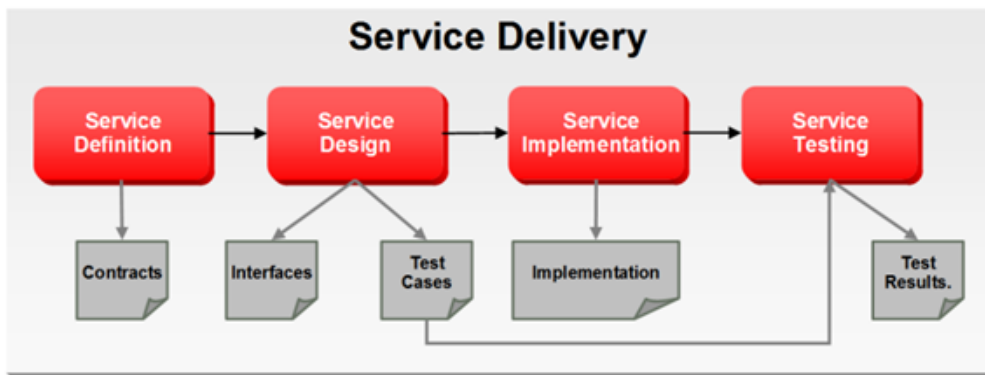 Service Delivery
Service
Definition
Service
Design
Service
Implementation
Service
Testing
Contracts
Interfaces
Test
Cases
Implementation
Test
Results.